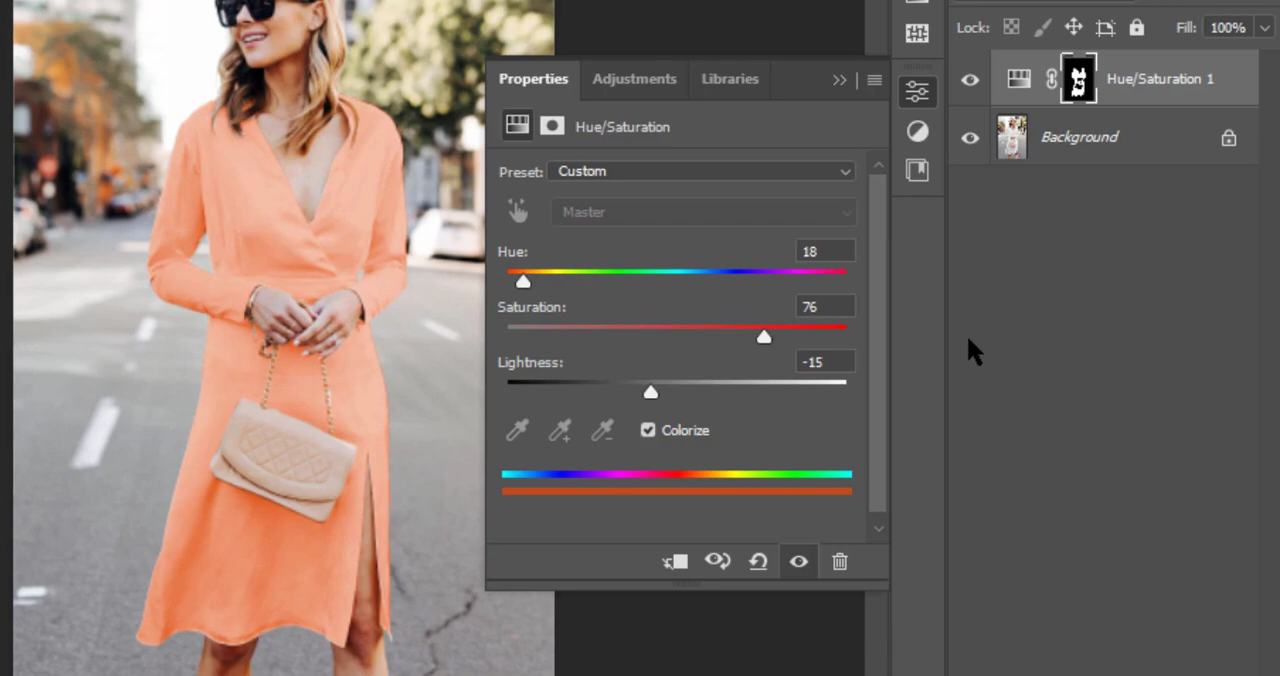 Lock:
Fill: 100%
Properties
Adjustments
Libraries
Hue/Saturation 1
Hue/Saturation
Background
Preset: Custom
Master
Hue: 18
Saturation: 76
Lightness: -15
Colorize